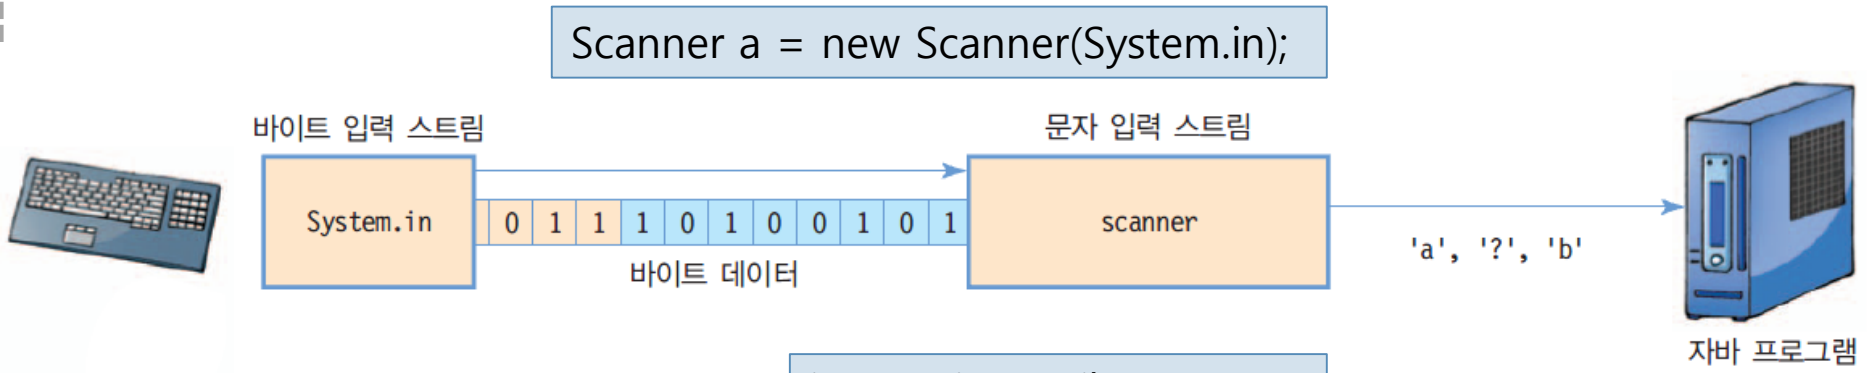 Scanner a = new Scanner(System.in);
바이트 입력 스트림
문자 입력 스트림
System.in
0 1 1 1 0 1 0 0 1 0 1
scanner
바이트 데이터
'a', '?', 'b'
자바 프로그램